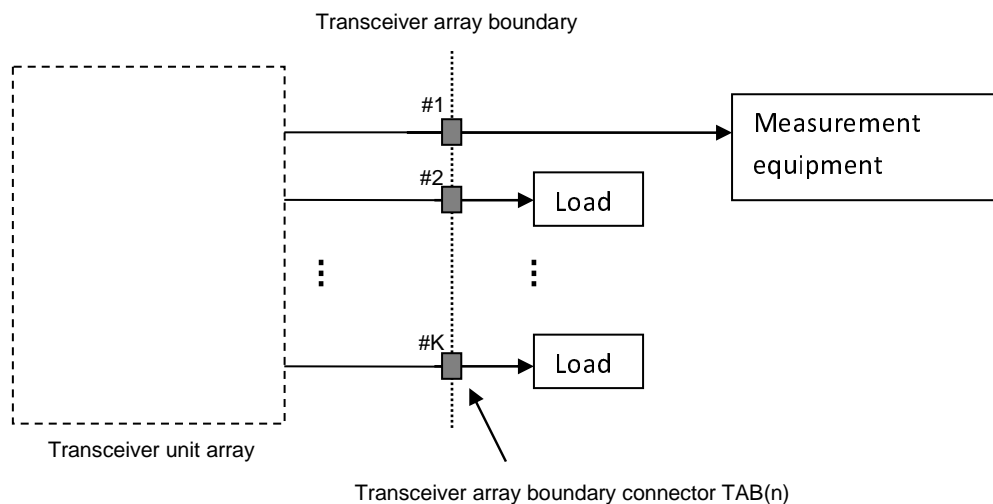 Transceiver array boundary
#1
Measurement
equipment
#2
Load
#K
Load
Transceiver unit array
Transceiver array boundary connector TAB(n)